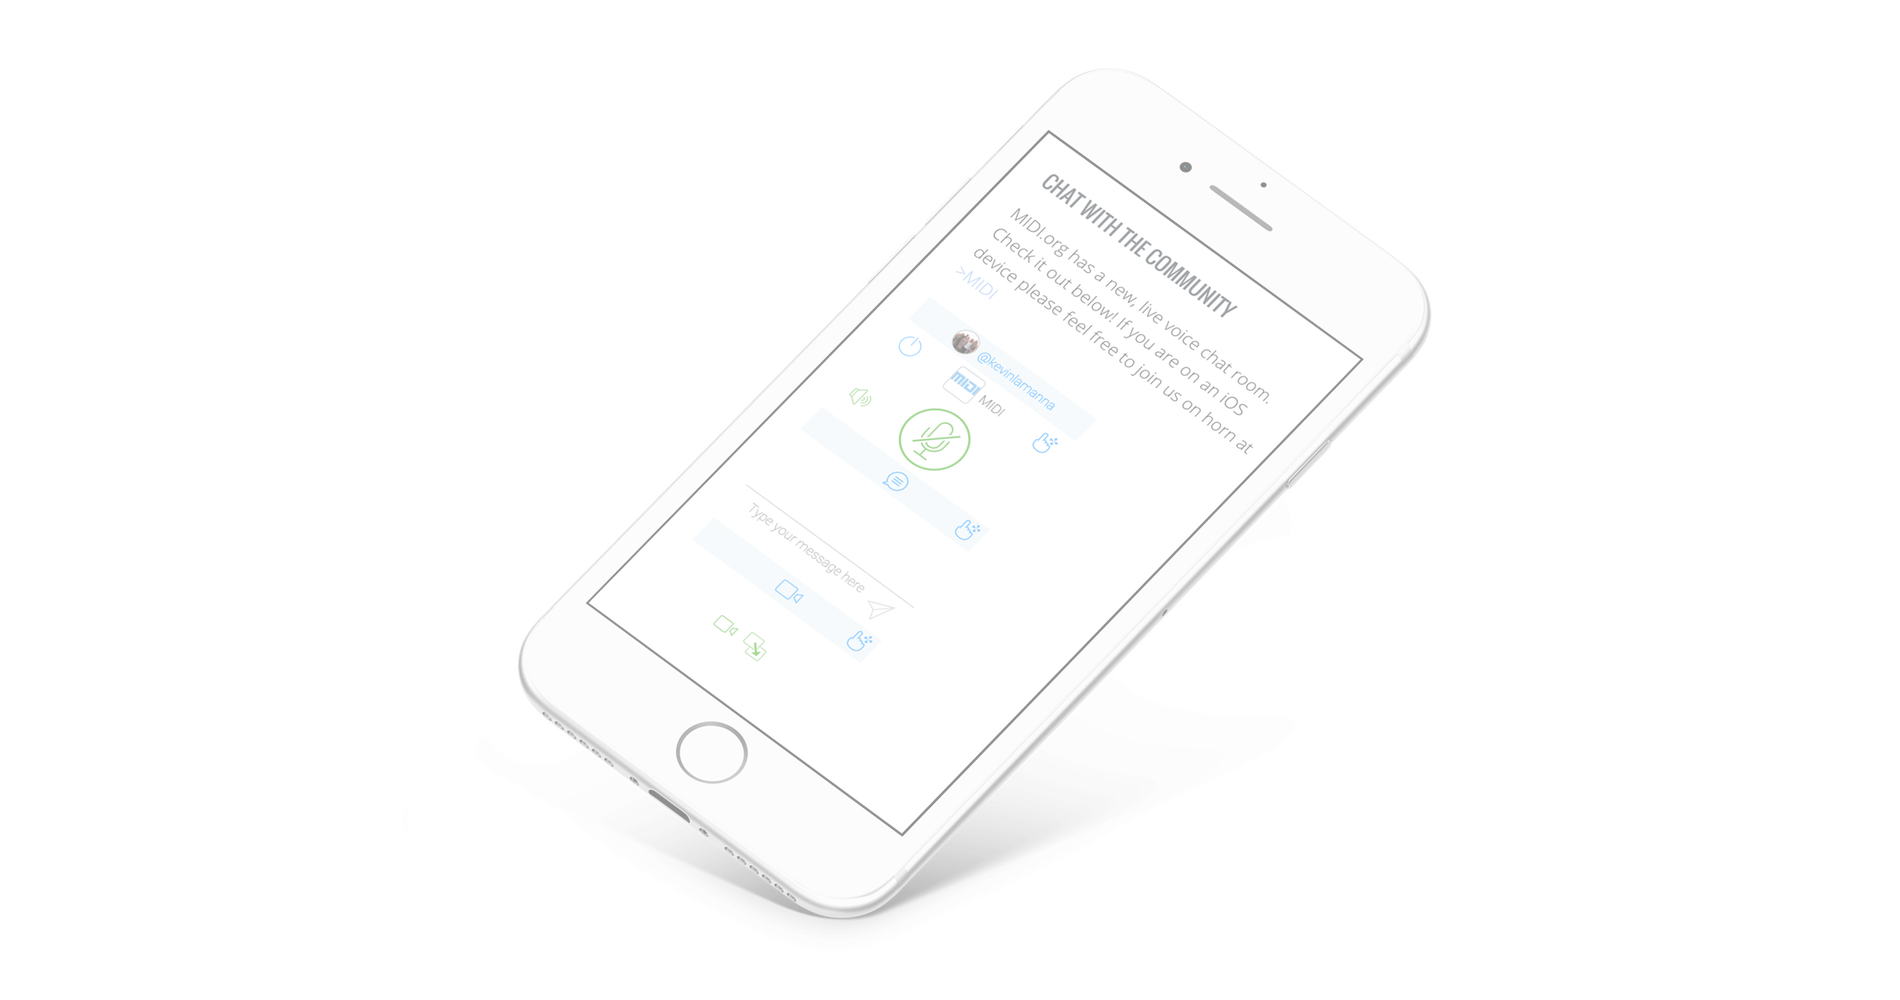 CHAT WITH THE COMMUNITY
MIDI.org has a new, live voice chat room.
Check it out below! If you are on an iOS
device please feel free to join us on horn at
>MIDI
@kevinlamanna
MIDI
MIDI
Type your message here